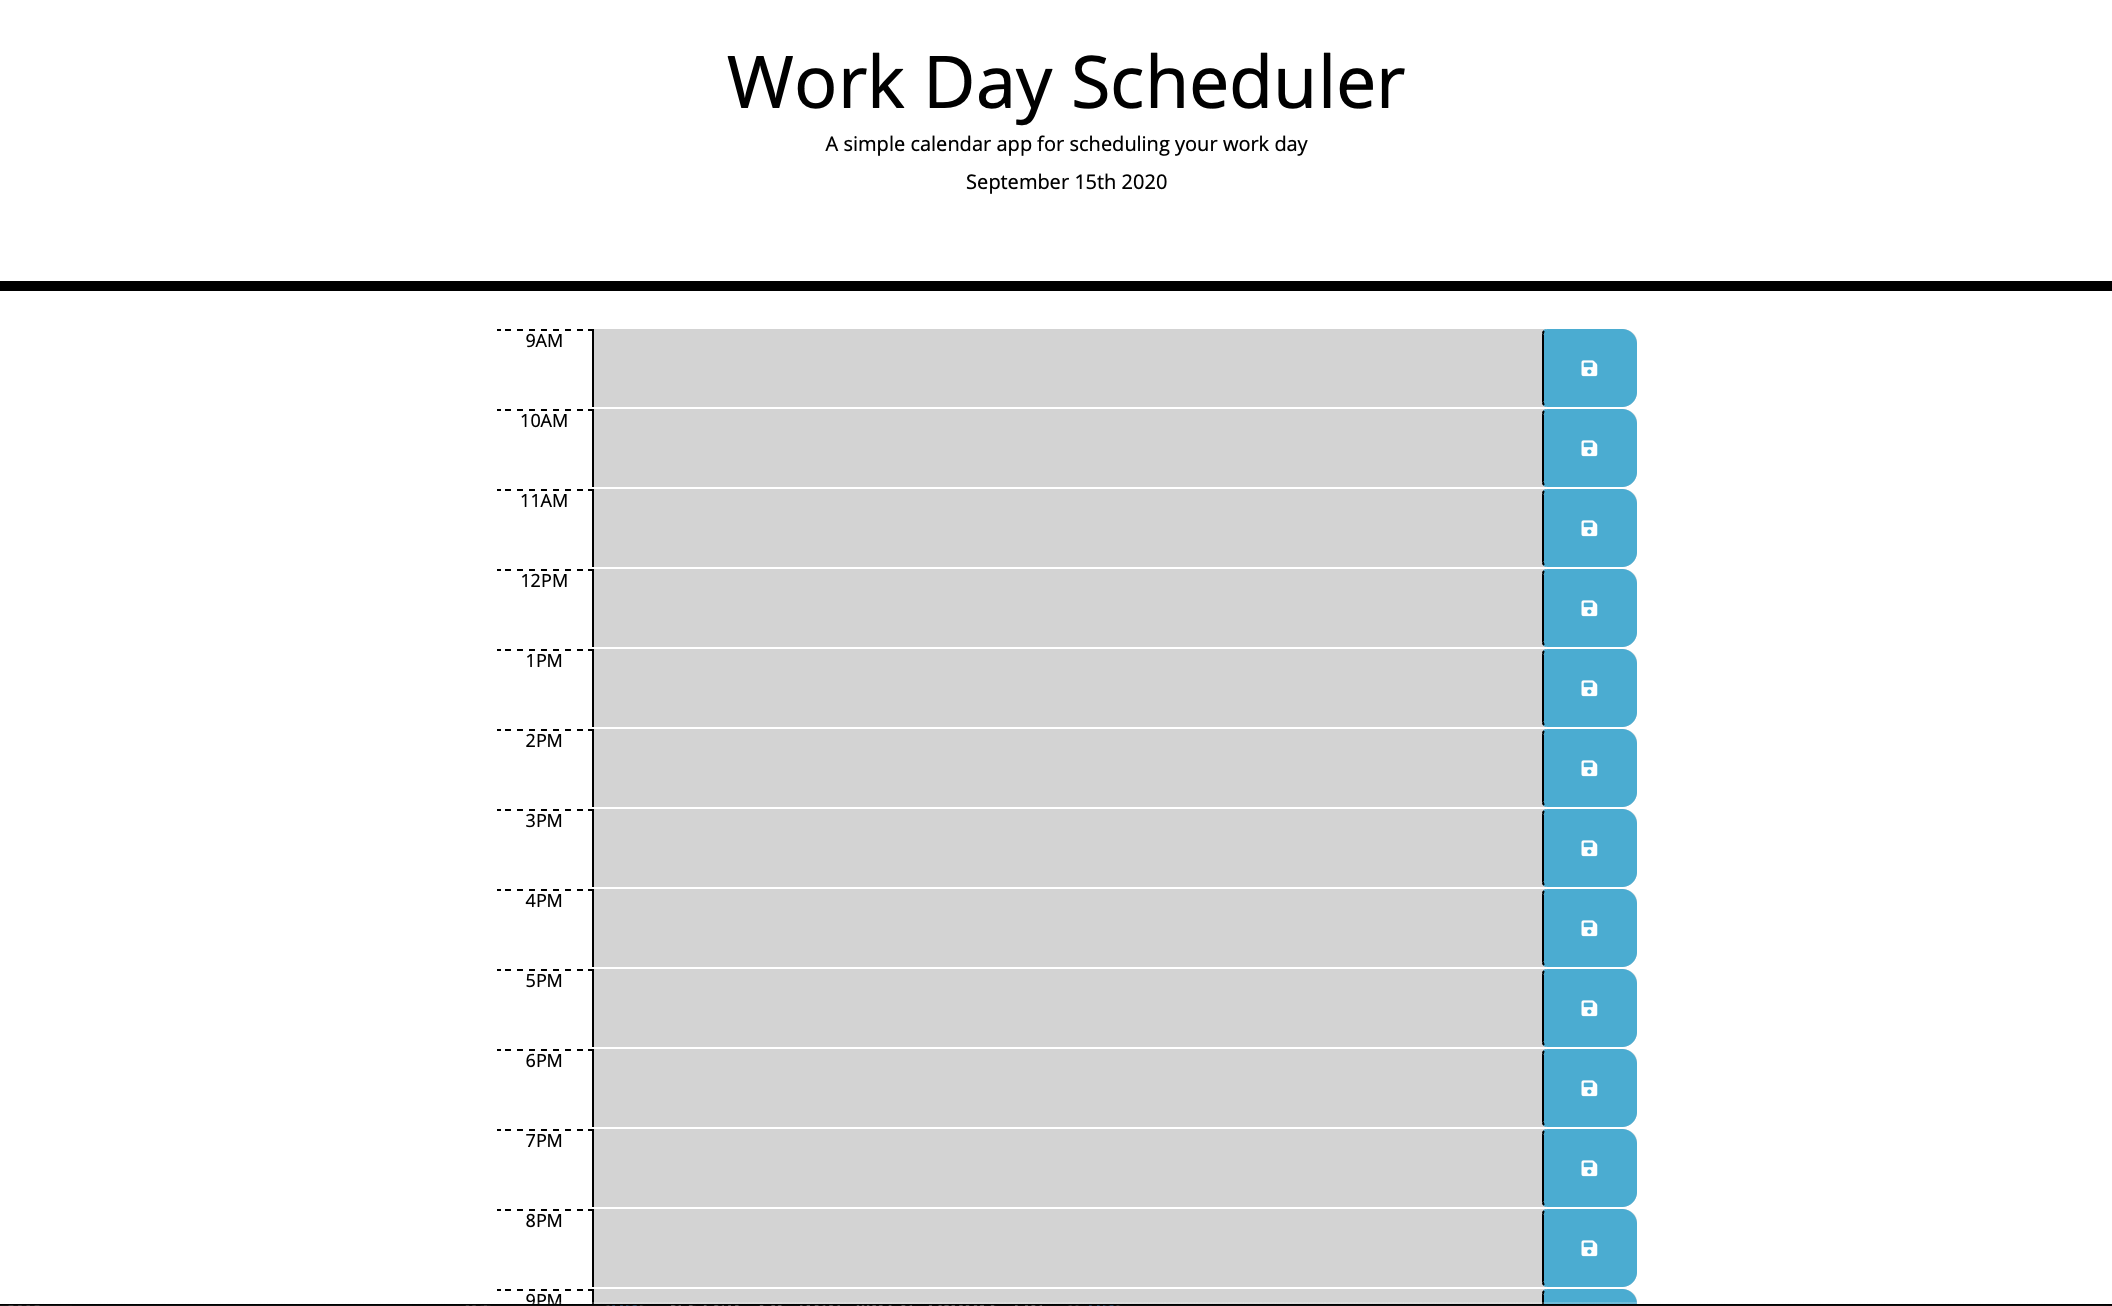 Work Day Scheduler
A simple calendar app for scheduling your work day
September 15th 2020
9AM
10AM
11AM
12PM
1PM
2PM
3PM
4PM
5PM
6PM
7PM
8PM
9PM